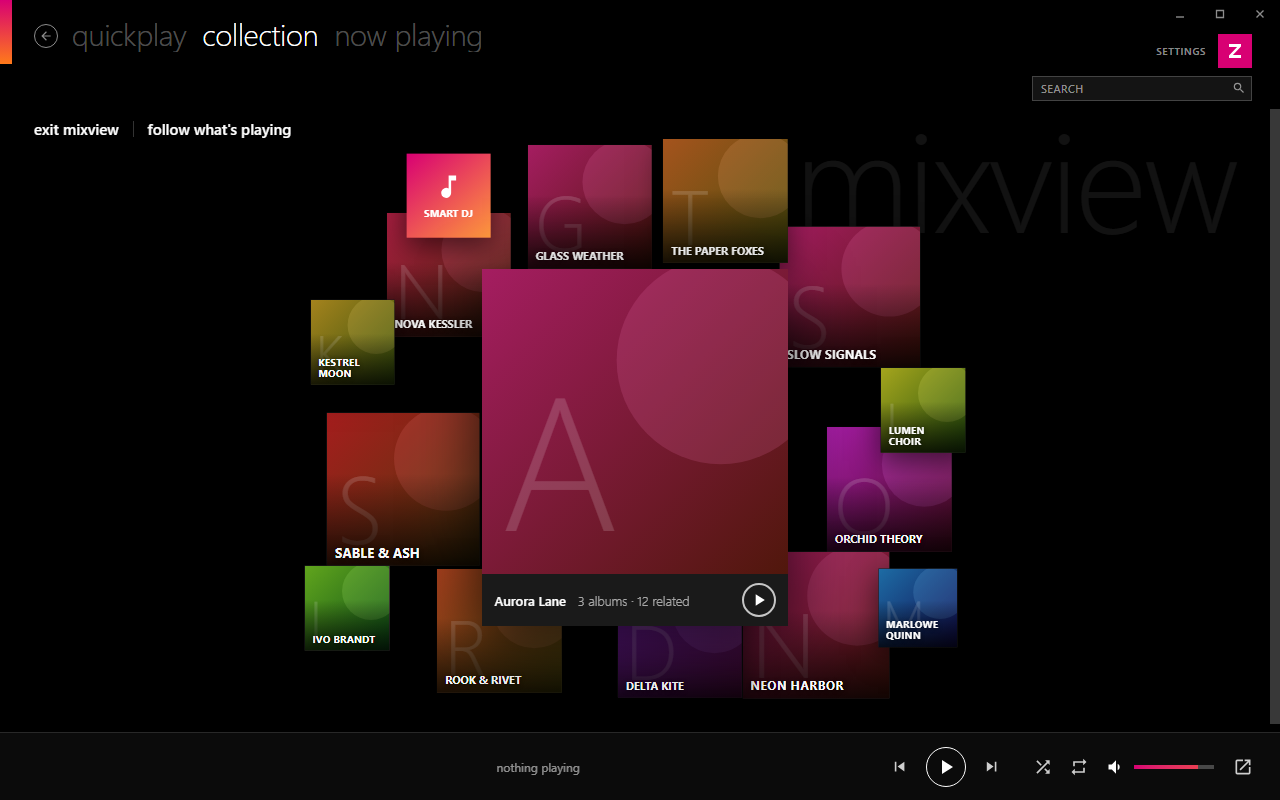 quickplay collection now playing
SETTINGS Z
SEARCH
exit mixview follow what's playing
mixview
SMART DJ
G
GLASS WEATHER
T
THE PAPER FOXES
N
NOVA KESSLER
S
SLOW SIGNALS
K
KESTREL
MOON
A
L
LUMEN
CHOIR
S
SABLE & ASH
O
ORCHID THEORY
Aurora Lane 3 albums · 12 related
I
IVO BRANDT
R
ROOK & RIVET
D
DELTA KITE
N
NEON HARBOR
M
MARLOWE
QUINN
nothing playing